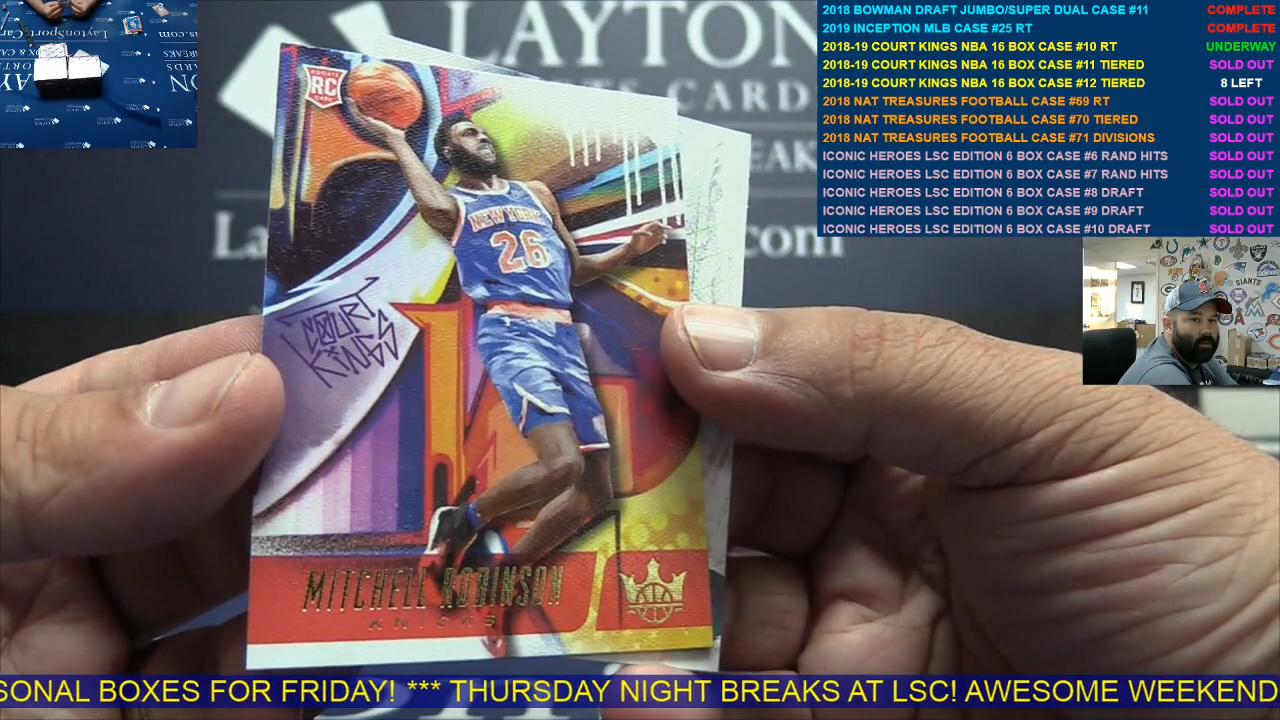 2018 BOWMAN DRAFT JUMBO/SUPER DUAL CASE #11 COMPLETE
2019 INCEPTION MLB CASE #25 RT COMPLETE
2018-19 COURT KINGS NBA 16 BOX CASE #10 RT UNDERWAY
2018-19 COURT KINGS NBA 16 BOX CASE #11 TIERED SOLD OUT
2018-19 COURT KINGS NBA 16 BOX CASE #12 TIERED 8 LEFT
2018 NAT TREASURES FOOTBALL CASE #69 RT SOLD OUT
2018 NAT TREASURES FOOTBALL CASE #70 TIERED SOLD OUT
2018 NAT TREASURES FOOTBALL CASE #71 DIVISIONS SOLD OUT
ICONIC HEROES LSC EDITION 6 BOX CASE #6 RAND HITS SOLD OUT
ICONIC HEROES LSC EDITION 6 BOX CASE #7 RAND HITS SOLD OUT
ICONIC HEROES LSC EDITION 6 BOX CASE #8 DRAFT SOLD OUT
ICONIC HEROES LSC EDITION 6 BOX CASE #9 DRAFT SOLD OUT
ICONIC HEROES LSC EDITION 6 BOX CASE #10 DRAFT SOLD OUT
LAYTON
CARD
La
.com
ROOKIE
RC
CARD
NEW YORK
26
COURT
KINGS
MITCHELL ROBINSON
KNICKS
GIANTS
SONAL BOXES FOR FRIDAY! *** THURSDAY NIGHT BREAKS AT LSC! AWESOME WEEKEND